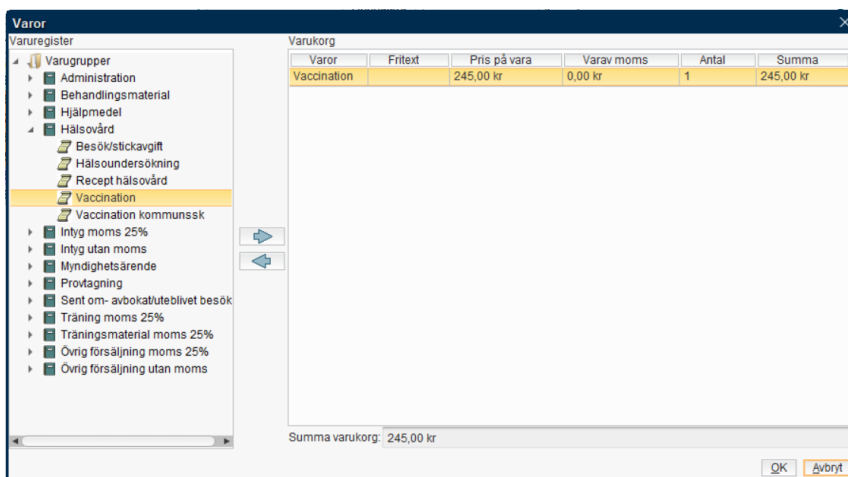 Varor
Varuregister
Varugrupper
Administration
Behandlingsmaterial
Hjälpmedel
Hälsovård
Besök/stickavgift
Hälsoundersökning
Recept hälsovård
Vaccination
Vaccination kommunssk
Intyg moms 25%
Intyg utan moms
Myndighetsärende
Provtagning
Sent om- avbokat/uteblivet besök
Träning moms 25%
Träningsmaterial moms 25%
Övrig försäljning moms 25%
Övrig försäljning utan moms
Varukorg
Varor Fritext Pris på vara Varav moms Antal Summa
Vaccination 245,00 kr 0,00 kr 1 245,00 kr
Summa varukorg: 245,00 kr
OK Avbryt